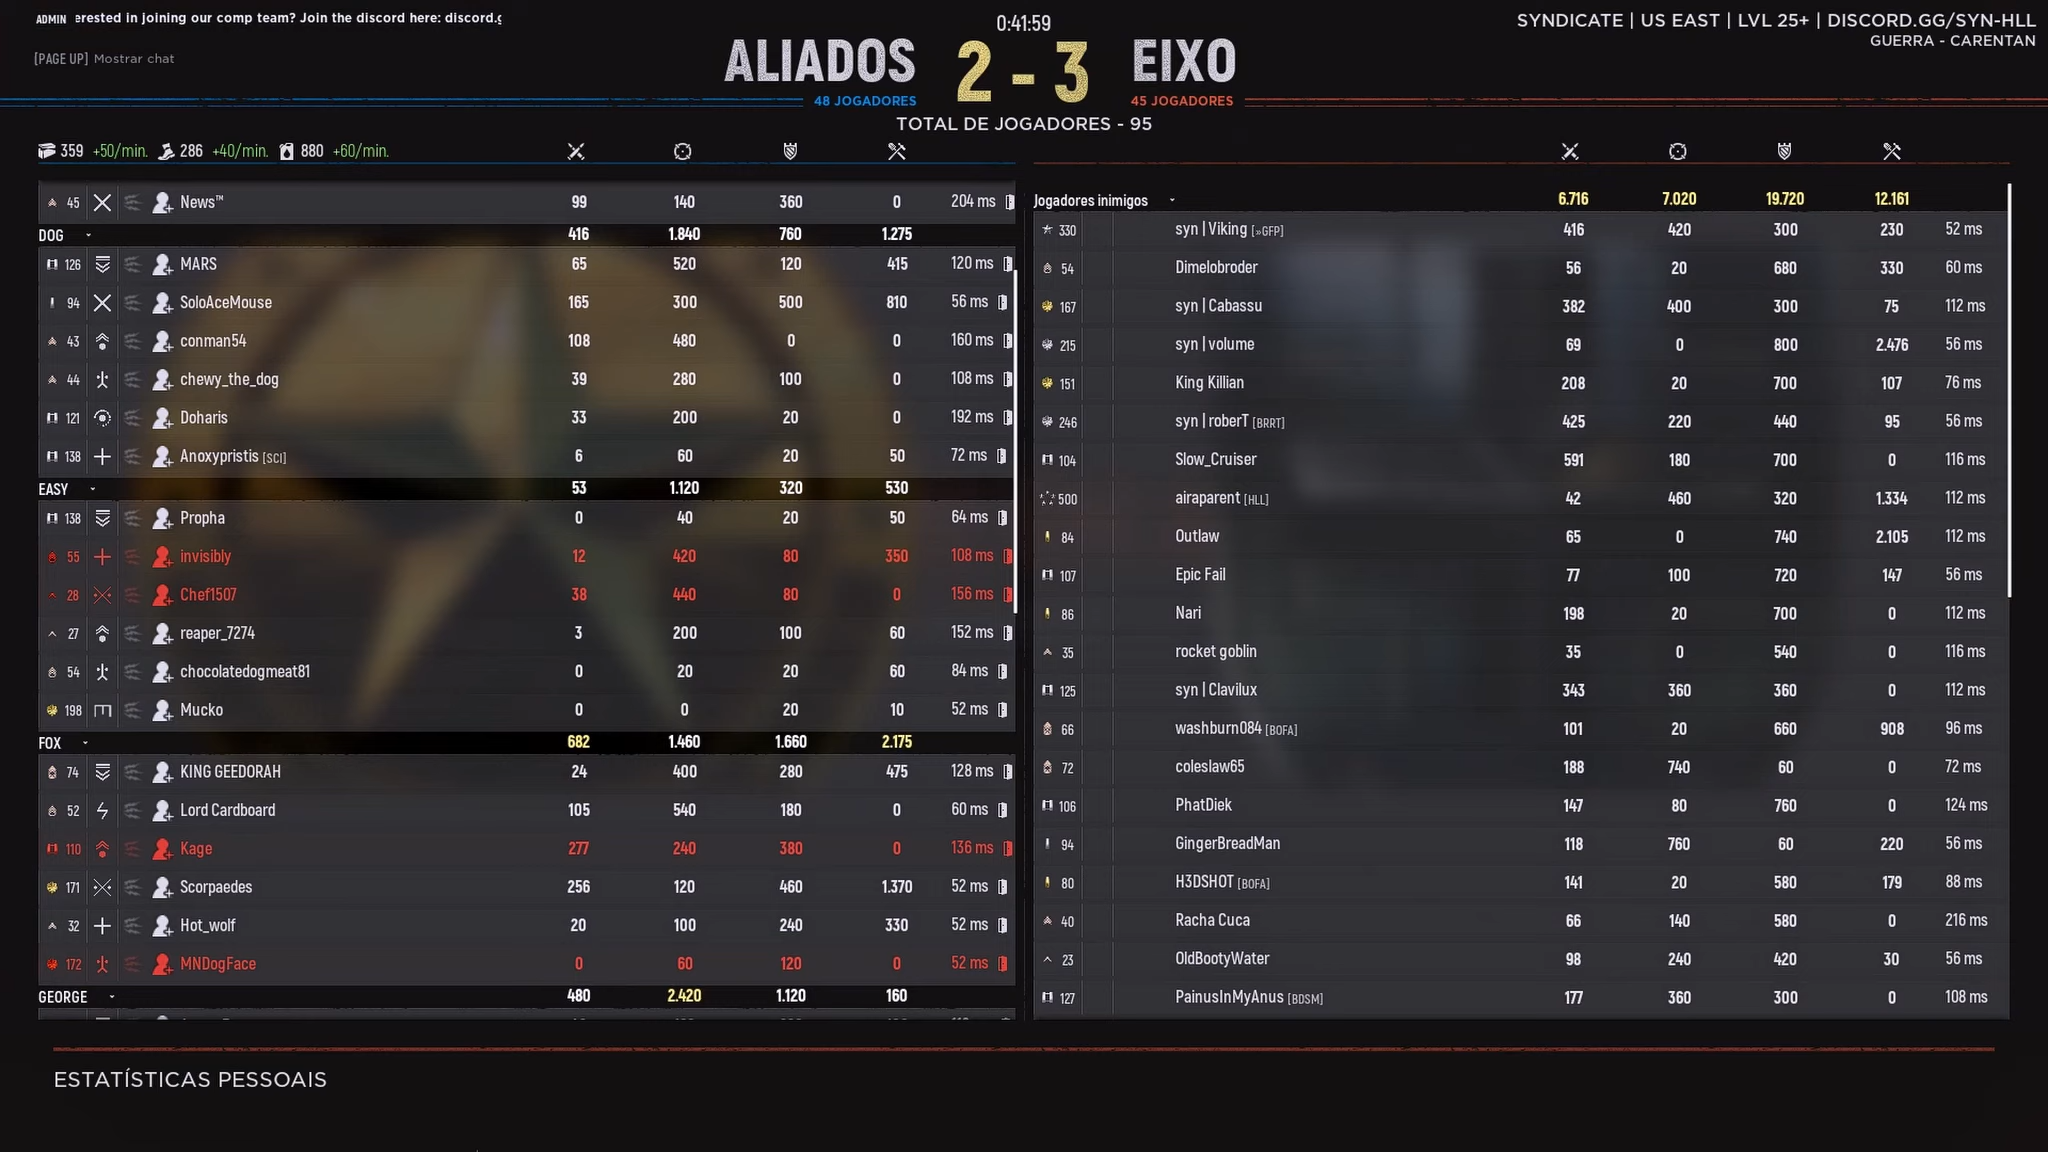 ADMIN erested in joining our comp team? Join the discord here: discord.g
[PAGE UP] Mostrar chat
0:41:59
ALIADOS 2 - 3 EIXO
48 JOGADORES 45 JOGADORES
TOTAL DE JOGADORES - 95
SYNDICATE | US EAST | LVL 25+ | DISCORD.GG/SYN-HLL
GUERRA - CARENTAN
359 +50/min. 286 +40/min. 880 +60/min.
45 News™ 99 140 360 0 204 ms
DOG 416 1.840 760 1.275
126 MARS 65 520 120 415 120 ms
94 SoloAceMouse 165 300 500 810 56 ms
43 conman54 108 480 0 0 160 ms
44 chewy_the_dog 39 280 100 0 108 ms
121 Doharis 33 200 20 0 192 ms
138 Anoxypristis [SCI] 6 60 20 50 72 ms
EASY 53 1.120 320 530
138 Propha 0 40 20 50 64 ms
55 invisibly 12 420 80 350 108 ms
28 Chef1507 38 440 80 0 156 ms
27 reaper_7274 3 200 100 60 152 ms
54 chocolatedogmeat81 0 20 20 60 84 ms
198 Mucko 0 0 20 10 52 ms
FOX 682 1.460 1.660 2.175
74 KING GEEDORAH 24 400 280 475 128 ms
52 Lord Cardboard 105 540 180 0 60 ms
110 Kage 277 240 380 0 136 ms
171 Scorpaedes 256 120 460 1.370 52 ms
32 Hot_wolf 20 100 240 330 52 ms
172 MNDogFace 0 60 120 0 52 ms
GEORGE 480 2.420 1.120 160
Jogadores inimigos 6.716 7.020 19.720 12.161
330 syn | Viking [»GFP] 416 420 300 230 52 ms
54 Dimelobroder 56 20 680 330 60 ms
167 syn | Cabassu 382 400 300 75 112 ms
215 syn | volume 69 0 800 2.476 56 ms
151 King Killian 208 20 700 107 76 ms
246 syn | roberT [BRRT] 425 220 440 95 56 ms
104 Slow_Cruiser 591 180 700 0 116 ms
500 airaparent [HLL] 42 460 320 1.334 112 ms
84 Outlaw 65 0 740 2.105 112 ms
107 Epic Fail 77 100 720 147 56 ms
86 Nari 198 20 700 0 112 ms
35 rocket goblin 35 0 540 0 116 ms
125 syn | Clavilux 343 360 360 0 112 ms
66 washburn084 [BOFA] 101 20 660 908 96 ms
72 coleslaw65 188 740 60 0 72 ms
106 PhatDiek 147 80 760 0 124 ms
94 GingerBreadMan 118 760 60 220 56 ms
80 H3DSHOT [BOFA] 141 20 580 179 88 ms
40 Racha Cuca 66 140 580 0 216 ms
23 OldBootyWater 98 240 420 30 56 ms
127 PainusInMyAnus [BDSM] 177 360 300 0 108 ms
ESTATÍSTICAS PESSOAIS